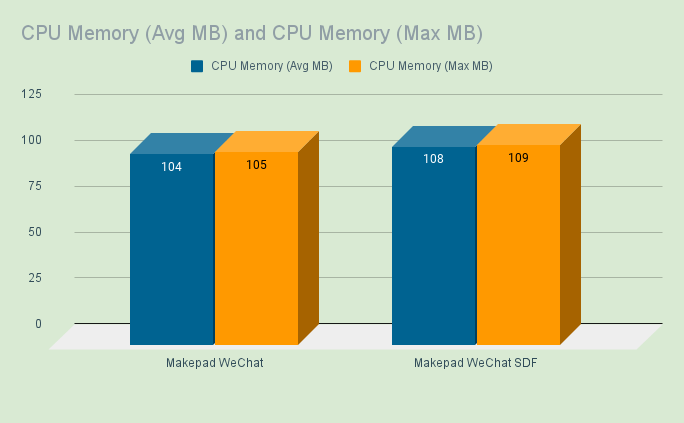 CPU Memory (Avg MB) and CPU Memory (Max MB)
CPU Memory (Avg MB) CPU Memory (Max MB)
125
100
75
50
25
0
104 105 108 109
Makepad WeChat Makepad WeChat SDF